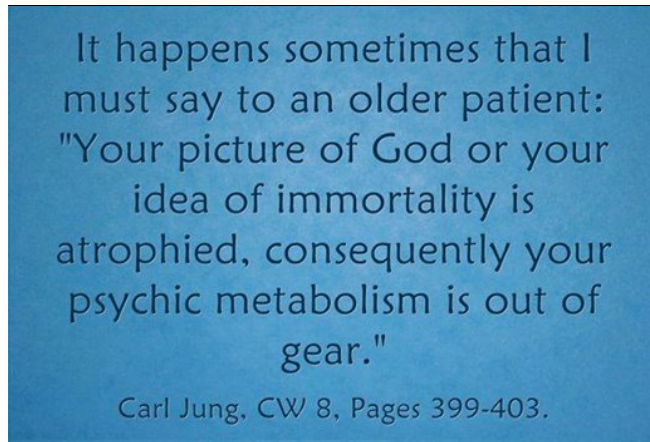 It happens sometimes that I
must say to an older patient:
"Your picture of God or your
idea of immortality is
atrophied, consequently your
psychic metabolism is out of
gear."
Carl Jung, CW 8, Pages 399-403.